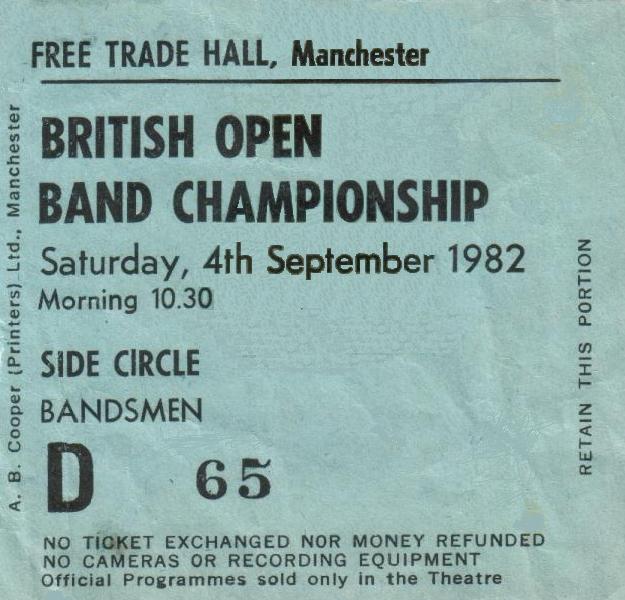 FREE TRADE HALL, Manchester
BRITISH OPEN
BAND CHAMPIONSHIP
Saturday, 4th September 1982
Morning 10.30
SIDE CIRCLE
BANDSMEN
D 65
NO TICKET EXCHANGED NOR MONEY REFUNDED
NO CAMERAS OR RECORDING EQUIPMENT
Official Programmes sold only in the Theatre
A. B. Cooper (Printers) Ltd., Manchester
RETAIN THIS PORTION